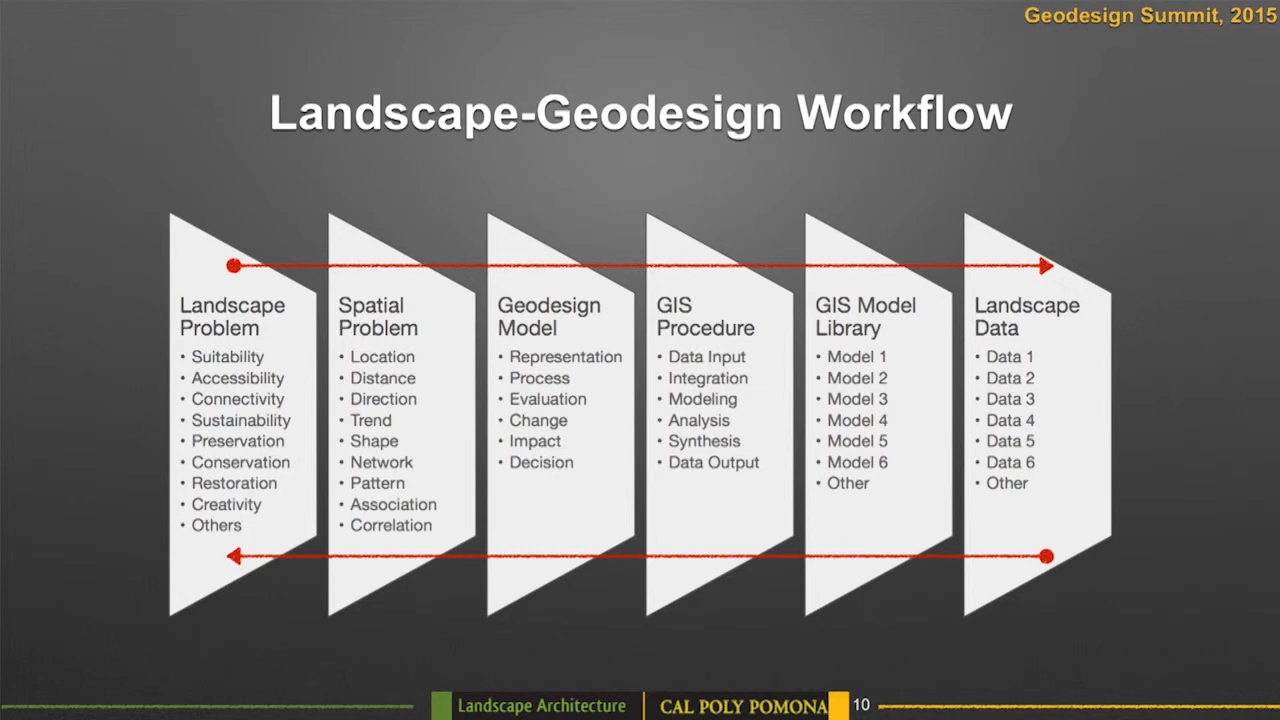 Geodesign Summit, 2015
Landscape-Geodesign Workflow
Landscape
Problem
• Suitability
• Accessibility
• Connectivity
• Sustainability
• Preservation
• Conservation
• Restoration
• Creativity
• Others
Spatial
Problem
• Location
• Distance
• Direction
• Trend
• Shape
• Network
• Pattern
• Association
• Correlation
Geodesign
Model
• Representation
• Process
• Evaluation
• Change
• Impact
• Decision
GIS
Procedure
• Data Input
• Integration
• Modeling
• Analysis
• Synthesis
• Data Output
GIS Model
Library
• Model 1
• Model 2
• Model 3
• Model 4
• Model 5
• Model 6
• Other
Landscape
Data
• Data 1
• Data 2
• Data 3
• Data 4
• Data 5
• Data 6
• Other
Landscape Architecture
CAL POLY POMONA
10